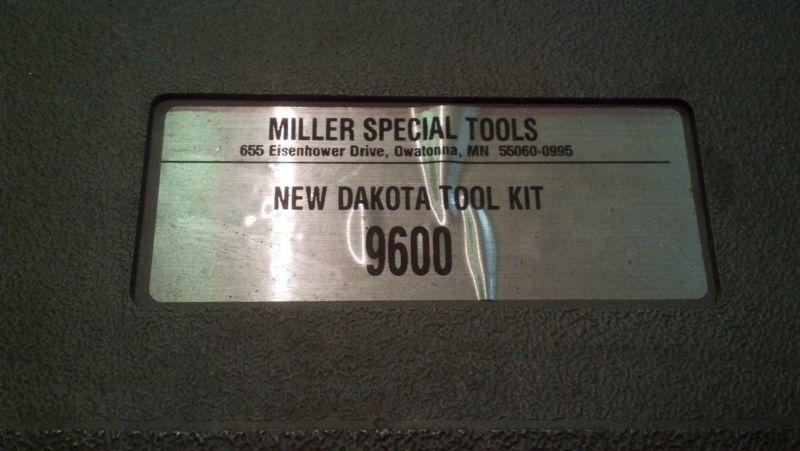 MILLER SPECIAL TOOLS
655 Eisenhower Drive, Owatonna, MN 55060-0995
NEW DAKOTA TOOL KIT
9600